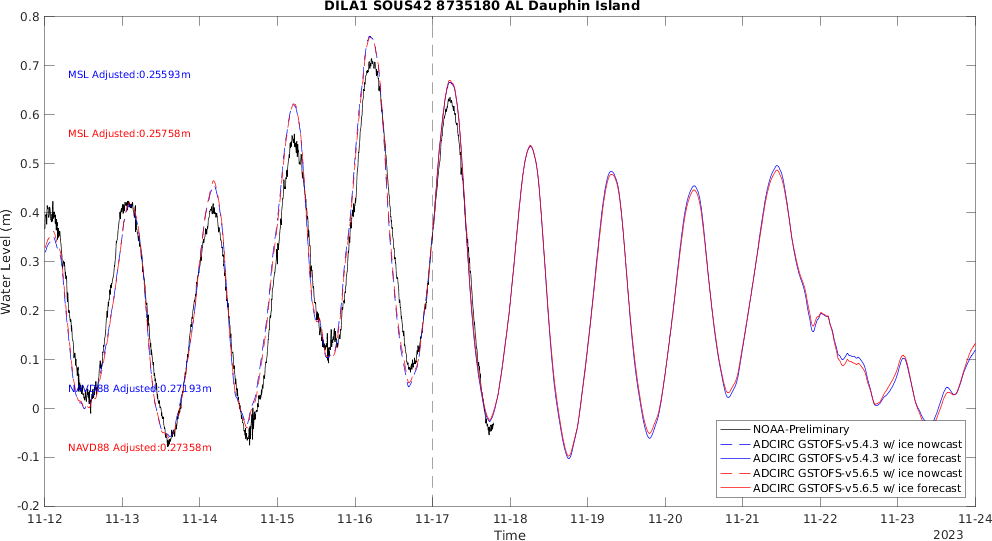 DILA1 SOUS42 8735180 AL Dauphin Island
0.8
0.7
0.6
0.5
0.4
0.3
0.2
0.1
0
-0.1
-0.2
Water Level (m)
MSL Adjusted:0.25593m
MSL Adjusted:0.25758m
NAVD88 Adjusted:0.27193m
NAVD88 Adjusted:0.27358m
NOAA-Preliminary
ADCIRC GSTOFS-v5.4.3 w/ ice nowcast
ADCIRC GSTOFS-v5.4.3 w/ ice forecast
ADCIRC GSTOFS-v5.6.5 w/ ice nowcast
ADCIRC GSTOFS-v5.6.5 w/ ice forecast
11-12 11-13 11-14 11-15 11-16 11-17 11-18 11-19 11-20 11-21 11-22 11-23 11-24
Time
2023